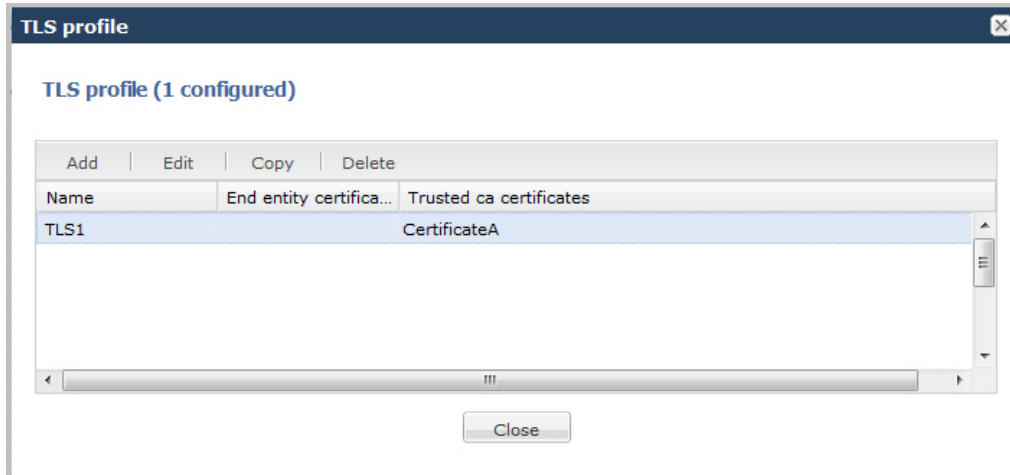 TLS profile
TLS profile (1 configured)
Add Edit Copy Delete
Name End entity certifica... Trusted ca certificates
TLS1 CertificateA
Close